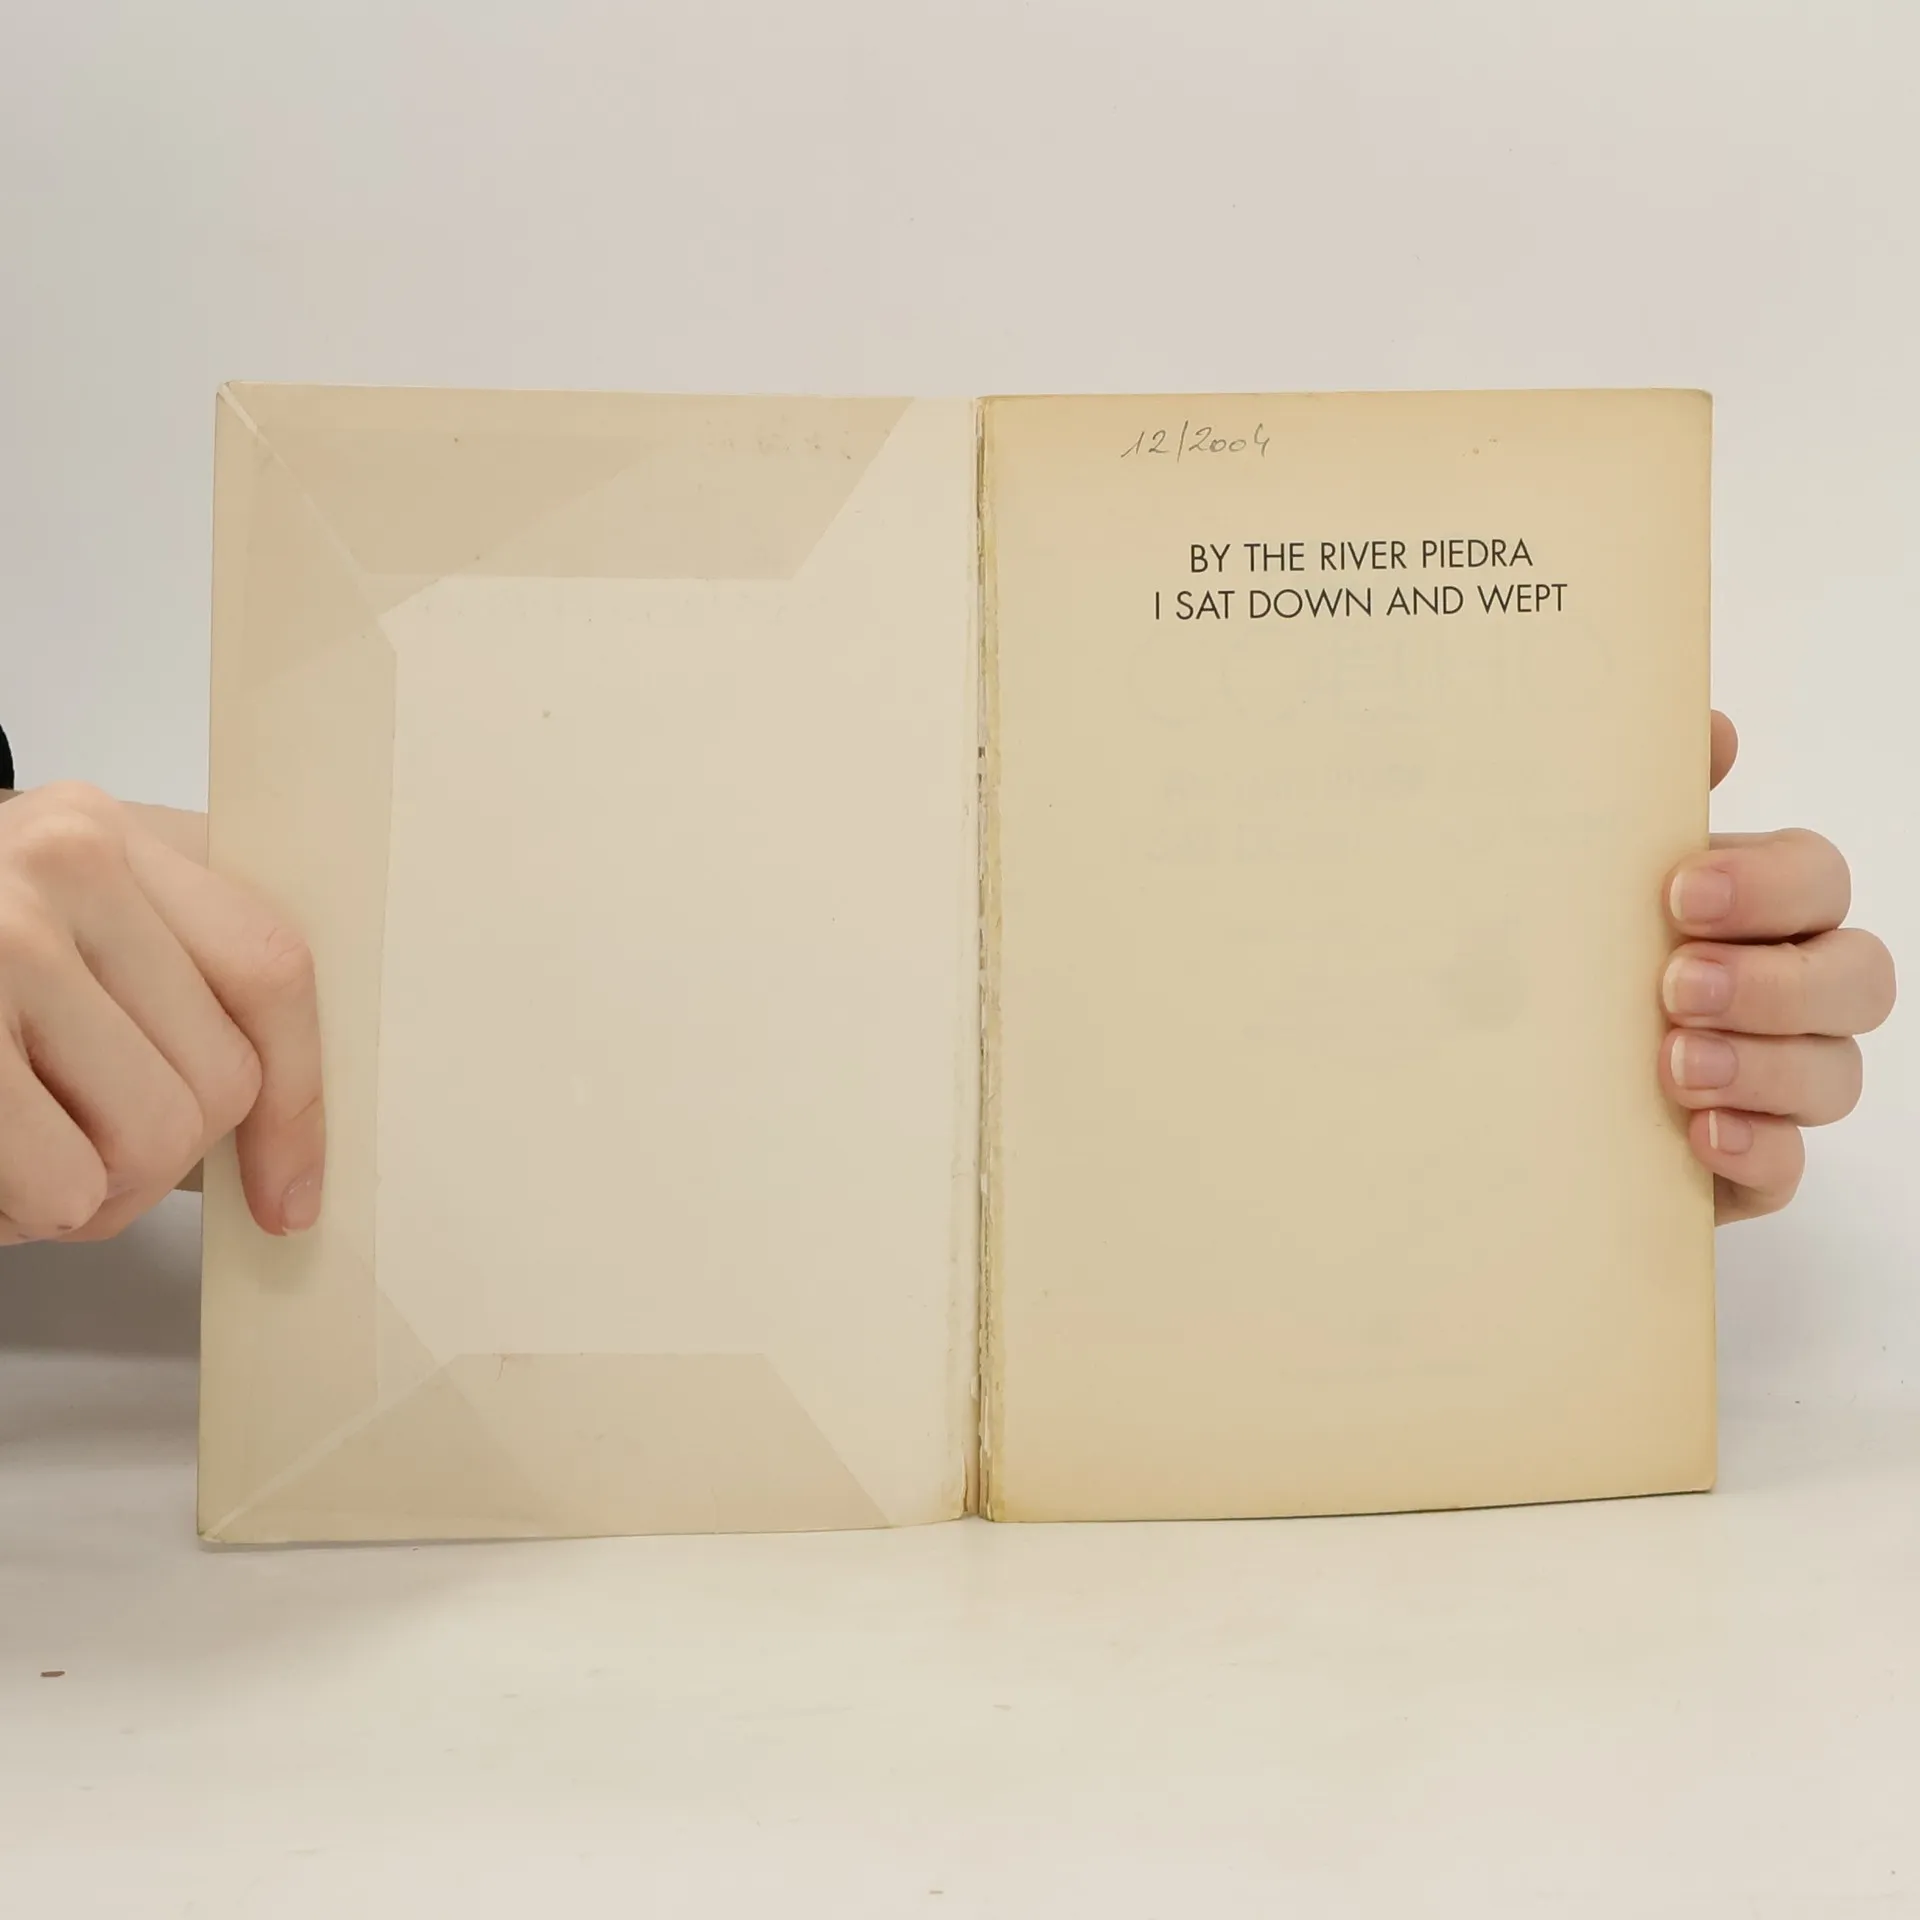 12/2004
BY THE RIVER PIEDRA
I SAT DOWN AND WEPT